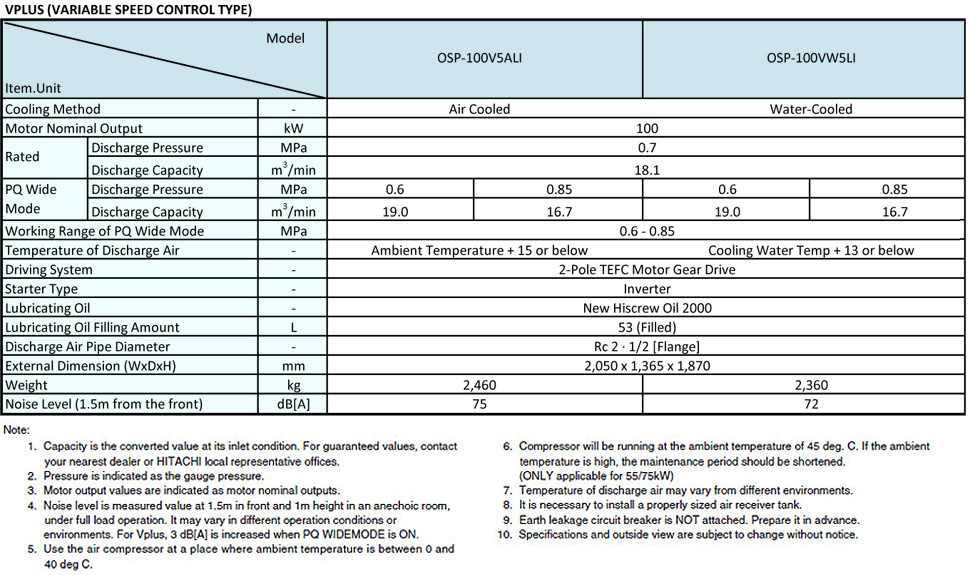 VPLUS (VARIABLE SPEED CONTROL TYPE)
Model
Item.Unit
OSP-100V5ALI OSP-100VW5LI
Cooling Method - Air Cooled Water-Cooled
Motor Nominal Output kW 100
Rated Discharge Pressure MPa 0.7
Discharge Capacity m³/min 18.1
PQ Wide Mode Discharge Pressure MPa 0.6 0.85 0.6 0.85
Discharge Capacity m³/min 19.0 16.7 19.0 16.7
Working Range of PQ Wide Mode MPa 0.6 - 0.85
Temperature of Discharge Air - Ambient Temperature + 15 or below Cooling Water Temp + 13 or below
Driving System - 2-Pole TEFC Motor Gear Drive
Starter Type - Inverter
Lubricating Oil - New Hiscrew Oil 2000
Lubricating Oil Filling Amount L 53 (Filled)
Discharge Air Pipe Diameter - Rc 2 · 1/2 [Flange]
External Dimension (WxDxH) mm 2,050 x 1,365 x 1,870
Weight kg 2,460 2,360
Noise Level (1.5m from the front) dB[A] 75 72
Note:
1. Capacity is the converted value at its inlet condition. For guaranteed values, contact
your nearest dealer or HITACHI local representative offices.
2. Pressure is indicated as the gauge pressure.
3. Motor output values are indicated as motor nominal outputs.
4. Noise level is measured value at 1.5m in front and 1m height in an anechoic room,
under full load operation. It may vary in different operation conditions or
environments. For Vplus, 3 dB[A] is increased when PQ WIDEMODE is ON.
5. Use the air compressor at a place where ambient temperature is between 0 and
40 deg C.
6. Compressor will be running at the ambient temperature of 45 deg. C. If the ambient
temperature is high, the maintenance period should be shortened.
(ONLY applicable for 55/75kW)
7. Temperature of discharge air may vary from different environments.
8. It is necessary to install a properly sized air receiver tank.
9. Earth leakage circuit breaker is NOT attached. Prepare it in advance.
10. Specifications and outside view are subject to change without notice.